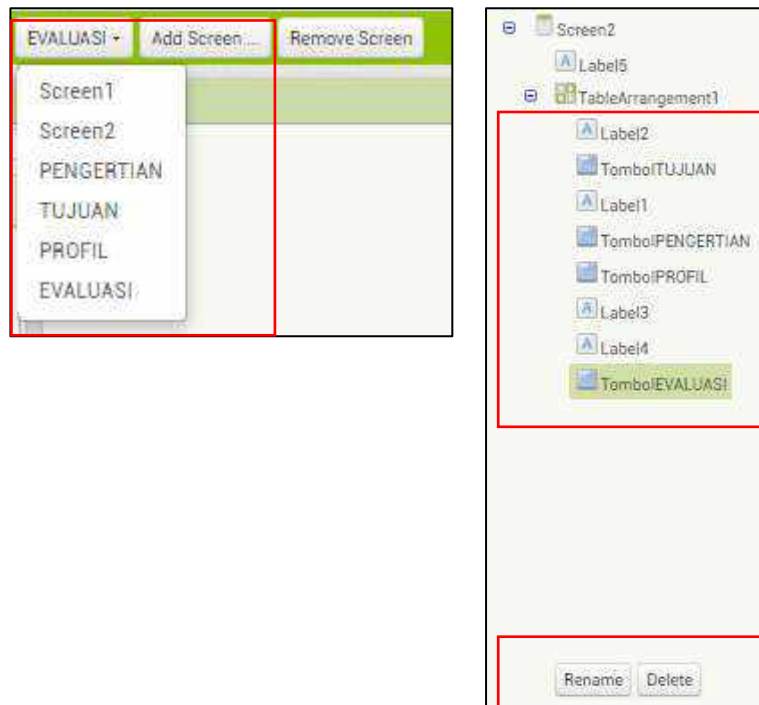 EVALUASI Add Screen ... Remove Screen
Screen1
Screen2
PENGERTIAN
TUJUAN
PROFIL
EVALUASI
Screen2
Label5
TableArrangement1
Label2
TombolTUJUAN
Label1
TombolPENGERTIAN
TombolPROFIL
Label3
Label4
TombolEVALUASI
Rename Delete